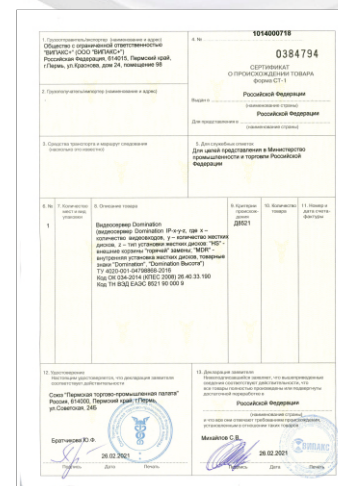 1. Грузоотправитель/экспортер (наименование и адрес)
Общество с ограниченной ответственностью
"ВИПАКС+" (ООО "ВИПАКС+")
Российская Федерация, 614015, Пермский край,
г.Пермь, ул.Краснова, дом 24, помещение 98
4. №
1014000718
0384794
СЕРТИФИКАТ
О ПРОИСХОЖДЕНИИ ТОВАРА
форма СТ-1
2. Грузополучатель/импортер (наименование и адрес)
Выдан в Российской Федерации
(наименование страны)
Для представления в Российской Федерации
(наименование страны)
3. Средства транспорта и маршрут следования
(насколько это известно)
5. Для служебных отметок
Для целей представления в Министерство
промышленности и торговли Российской
Федерации
6. №
7. Количество мест и вид упаковки
8. Описание товара
9. Критерии происхождения
10. Количество товара
11. Номер и дата счета-фактуры
1
Видеосервер Domination
(видеосервер Domination IP-x-y-z, где x –
количество видеовходов, y – количество жестких
дисков, z – тип установки жестких дисков: "HS" -
внешние корзины "горячей" замены, "MDR" -
внутренняя установка жестких дисков, товарные
знаки "Domination", "Domination Высота")
ТУ 4020-001-04798868-2016
Код ОК 034-2014 (КПЕС 2008) 26.40.33.190
Код ТН ВЭД ЕАЭС 8521 90 000 9
Д8521
12. Удостоверение
Настоящим удостоверяется, что декларация заявителя
соответствует действительности
Союз "Пермская торгово-промышленная палата"
Россия, 614000, Пермский край, г.Пермь,
ул.Советская, 24Б
Братчикова Ю.Ф.
26.02.2021
Подпись Дата Печать
13. Декларация заявителя
Нижеподписавшийся заявляет, что вышеприведенные
сведения соответствуют действительности, что
все товары полностью произведены или подвергнуты
достаточной переработке в
Российской Федерации
(наименование страны)
и что все они отвечают требованиям происхождения,
установленным в отношении таких товаров
Михайлов С.В.
26.02.2021
Подпись Дата Печать
ВИПАКС